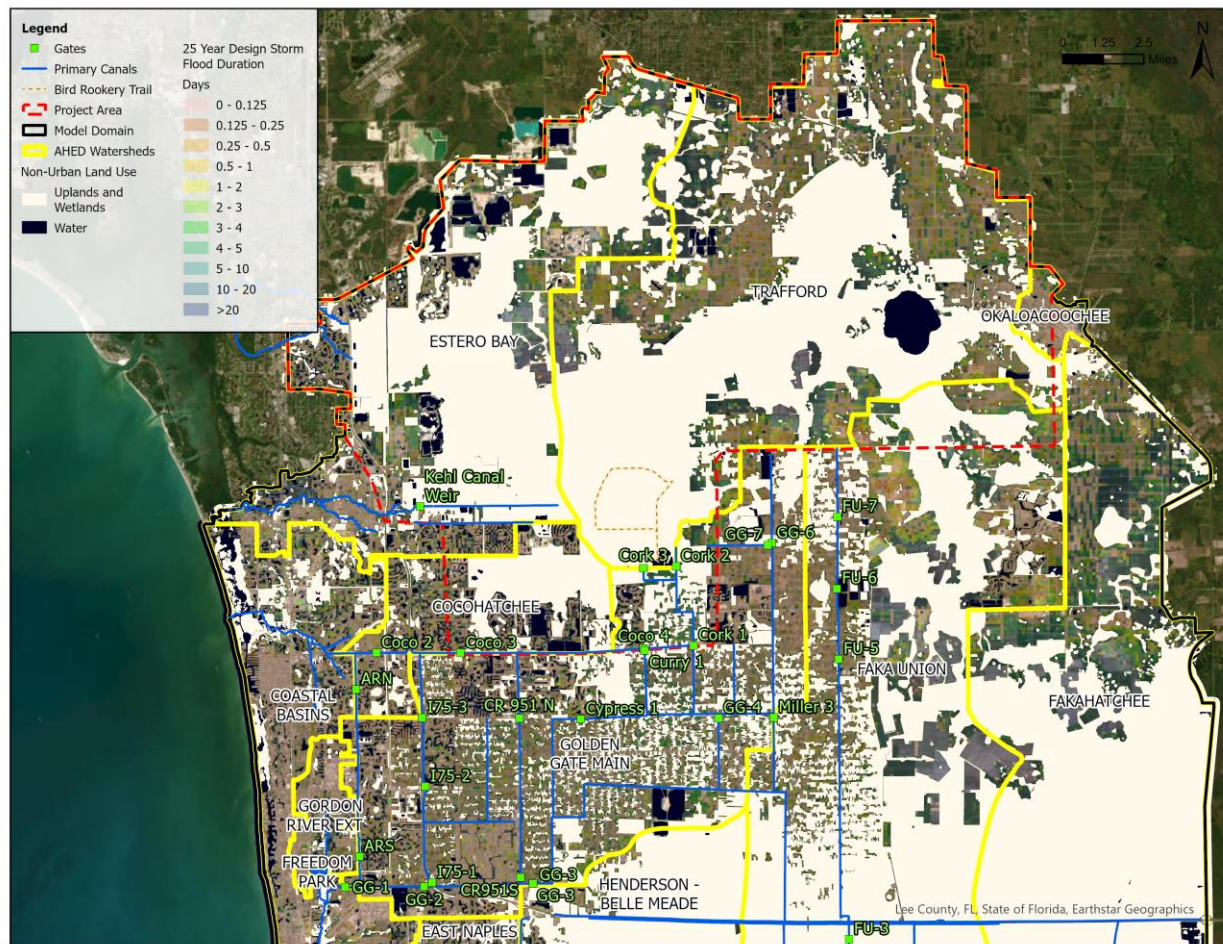 Legend
Gates
Primary Canals
Bird Rookery Trail
Project Area
Model Domain
AHED Watersheds
Non-Urban Land Use
Uplands and
Wetlands
Water
25 Year Design Storm
Flood Duration
Days
0 - 0.125
0.125 - 0.25
0.25 - 0.5
0.5 - 1
1 - 2
2 - 3
3 - 4
4 - 5
5 - 10
10 - 20
>20
N
0 1.25 2.5
Miles
TRAFFORD
OKALOACOOCHEE
ESTERO BAY
Kehl Canal
Weir
FU-7
GG-7
GG-6
Cork 3
Cork 2
FU-6
COCOHATCHEE
Coco 2
Coco 3
Coco 4
Cork 1
Curry 1
FU-5
FAKA UNION
ARN
COASTAL
BASINS
FAKAHATCHEE
I75-3
CR 951 N
Cypress 1
GG-4
Miller 3
GOLDEN
GATE MAIN
I75-2
GORDON
RIVER EXT
ARS
FREEDOM
PARK
GG-1
I75-1
GG-2
CR951S
GG-3
GG-3
HENDERSON -
BELLE MEADE
Lee County, FL, State of Florida, Earthstar Geographics
EAST NAPLES
FU-3